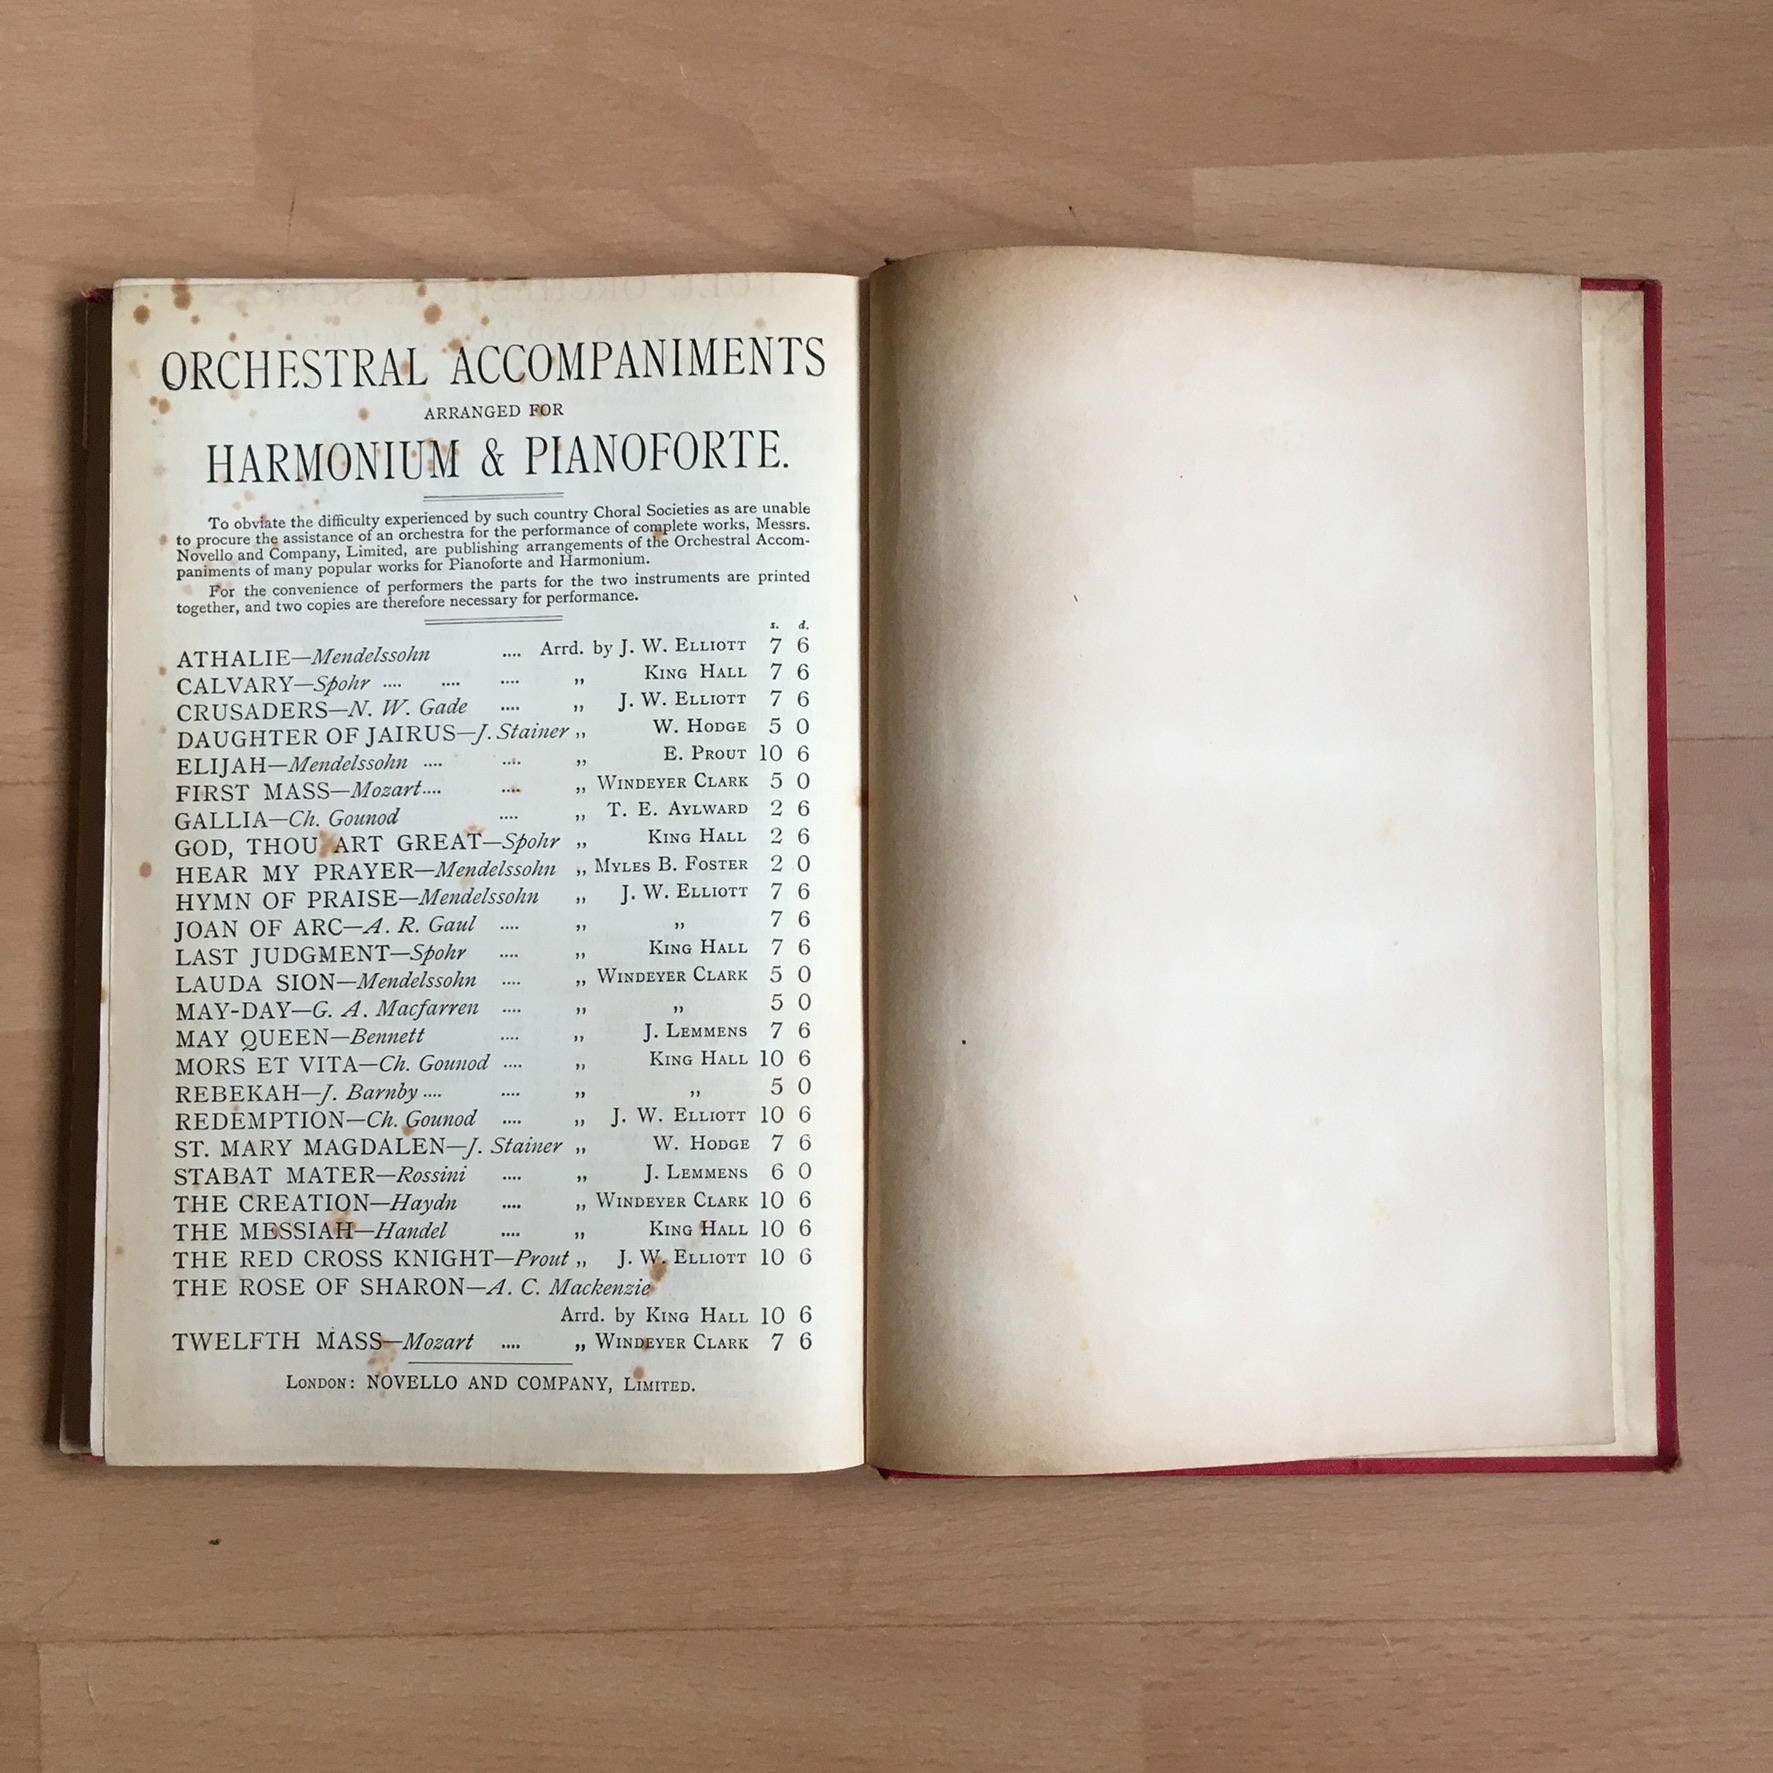 ORCHESTRAL ACCOMPANIMENTS
ARRANGED FOR
HARMONIUM & PIANOFORTE.
To obviate the difficulty experienced by such country Choral Societies as are unable
to procure the assistance of an orchestra for the performance of complete works, Messrs.
Novello and Company, Limited, are publishing arrangements of the Orchestral Accom-
paniments of many popular works for Pianoforte and Harmonium.
For the convenience of performers the parts for the two instruments are printed
together, and two copies are therefore necessary for performance.
s. d.
ATHALIE—Mendelssohn .... Arrd. by J. W. ELLIOTT 7 6
CALVARY—Spohr .... .... .... „ KING HALL 7 6
CRUSADERS—N. W. Gade .... „ J. W. ELLIOTT 7 6
DAUGHTER OF JAIRUS—J. Stainer „ W. HODGE 5 0
ELIJAH—Mendelssohn .... .... „ E. PROUT 10 6
FIRST MASS—Mozart.... .... „ WINDEYER CLARK 5 0
GALLIA—Ch. Gounod .... „ T. E. AYLWARD 2 6
GOD, THOU ART GREAT—Spohr „ KING HALL 2 6
HEAR MY PRAYER—Mendelssohn „ MYLES B. FOSTER 2 0
HYMN OF PRAISE—Mendelssohn „ J. W. ELLIOTT 7 6
JOAN OF ARC—A. R. Gaul .... „ „ 7 6
LAST JUDGMENT—Spohr .... „ KING HALL 7 6
LAUDA SION—Mendelssohn .... „ WINDEYER CLARK 5 0
MAY-DAY—G. A. Macfarren .... „ „ 5 0
MAY QUEEN—Bennett .... „ J. LEMMENS 7 6
MORS ET VITA—Ch. Gounod .... „ KING HALL 10 6
REBEKAH—J. Barnby .... .... „ „ 5 0
REDEMPTION—Ch. Gounod .... „ J. W. ELLIOTT 10 6
ST. MARY MAGDALEN—J. Stainer „ W. HODGE 7 6
STABAT MATER—Rossini .... „ J. LEMMENS 6 0
THE CREATION—Haydn .... „ WINDEYER CLARK 10 6
THE MESSIAH—Handel .... „ KING HALL 10 6
THE RED CROSS KNIGHT—Prout „ J. W. ELLIOTT 10 6
THE ROSE OF SHARON—A. C. Mackenzie
Arrd. by KING HALL 10 6
TWELFTH MASS—Mozart .... „ WINDEYER CLARK 7 6
LONDON: NOVELLO AND COMPANY, LIMITED.